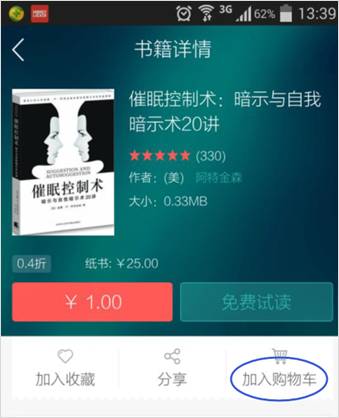 3G 62% 13:39
书籍详情
催眠控制术：暗示与自我
暗示术20讲
(330)
作者：(美) 阿特金森
大小：0.33MB
SUGGESTION AND
AUTOSUGGESTION
催眠控制术
暗示与自我暗示术20讲
0.4折 纸书:￥25.00
￥ 1.00 免费试读
加入收藏 分享 加入购物车